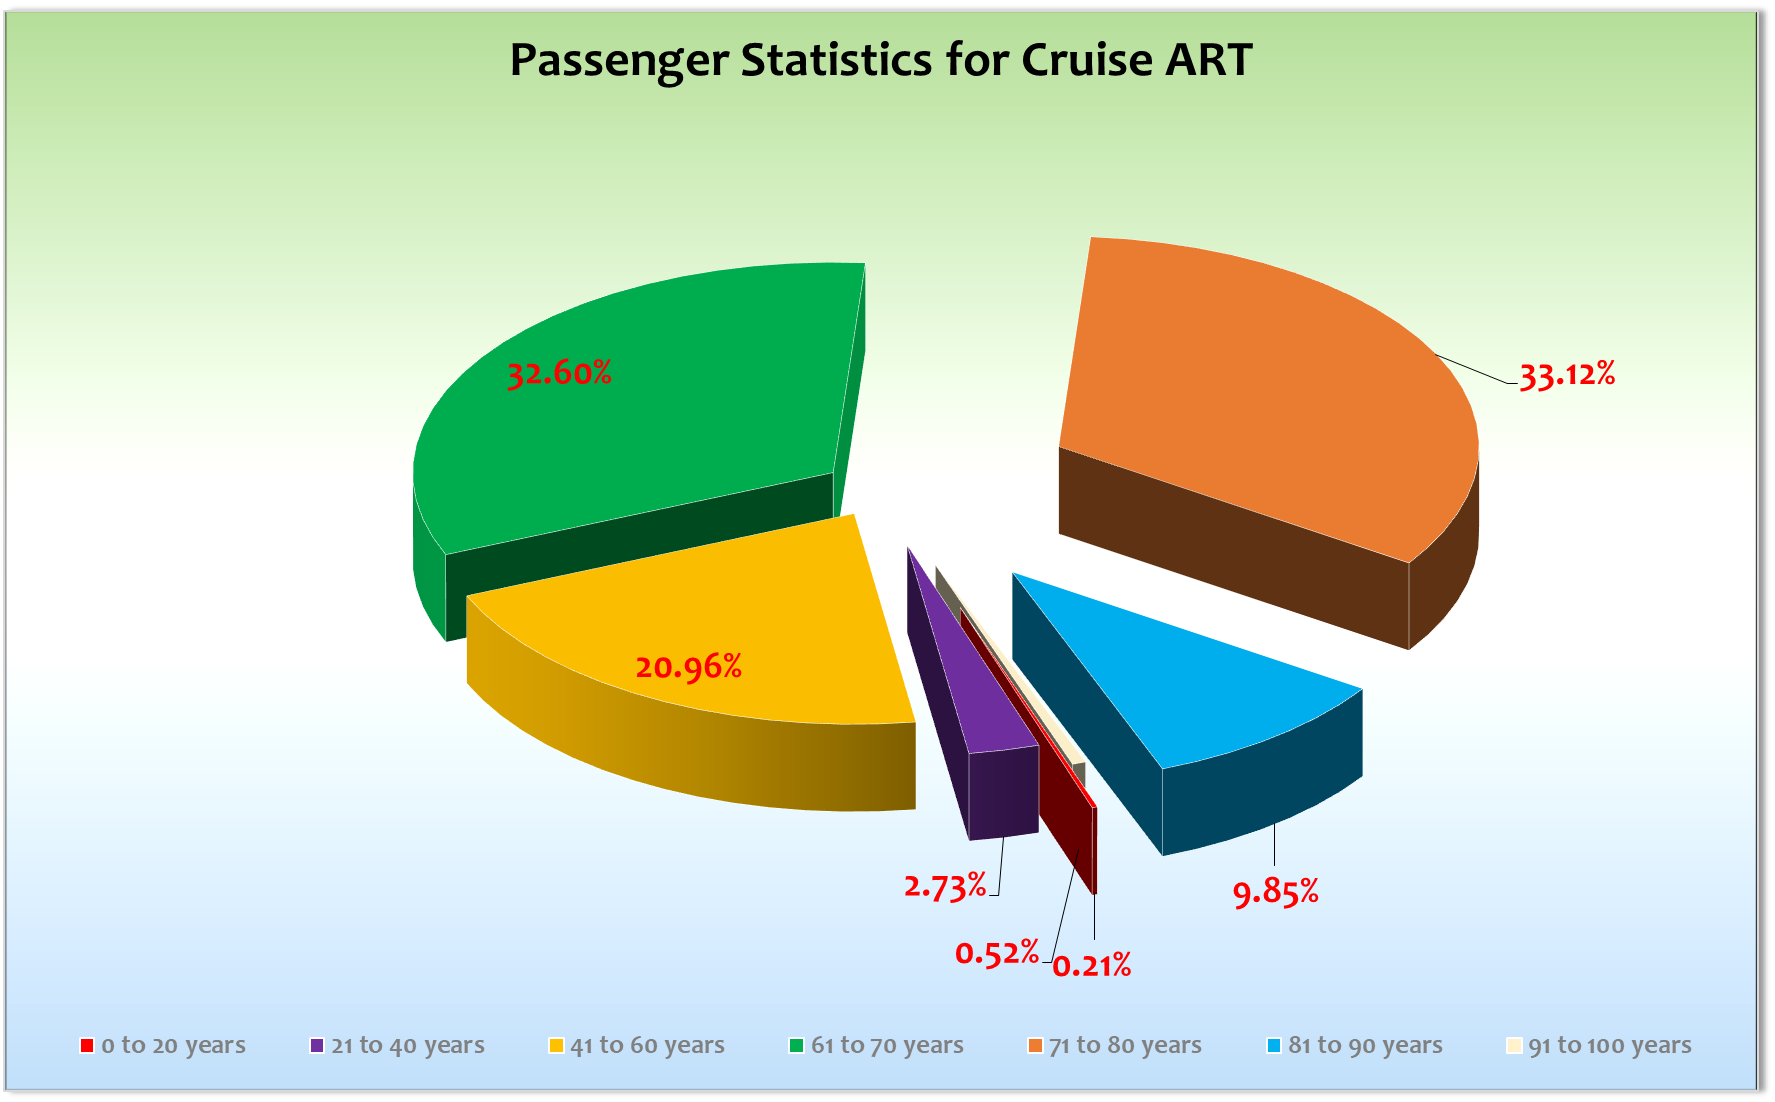 Passenger Statistics for Cruise ART
32.60%
33.12%
20.96%
2.73%
9.85%
0.52%
0.21%
0 to 20 years
21 to 40 years
41 to 60 years
61 to 70 years
71 to 80 years
81 to 90 years
91 to 100 years